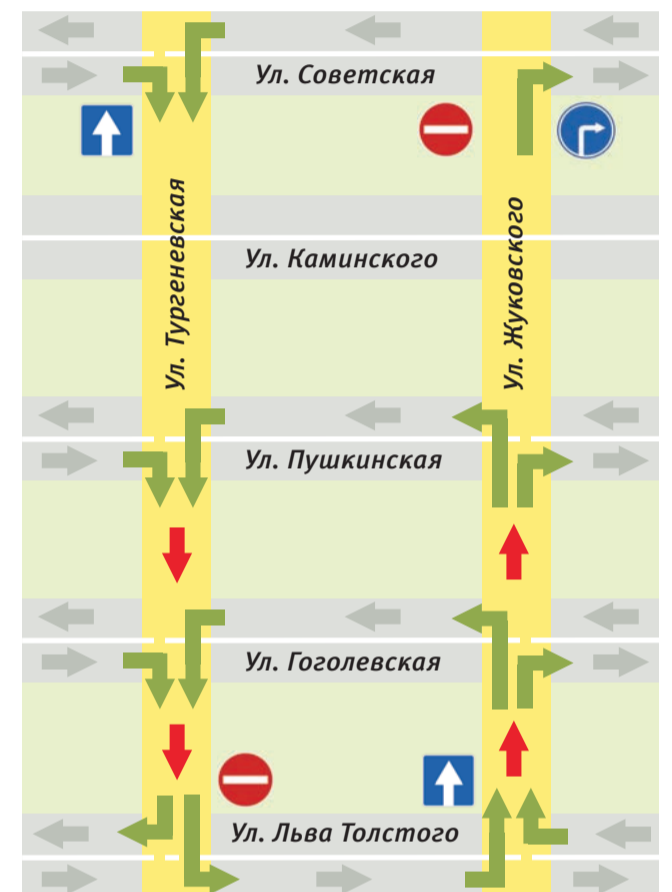 Ул. Советская
Ул. Тургеневская
Ул. Жуковского
Ул. Каминского
Ул. Пушкинская
Ул. Гоголевская
Ул. Льва Толстого